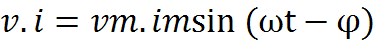 v.i = vm.imsin (ωt − φ)